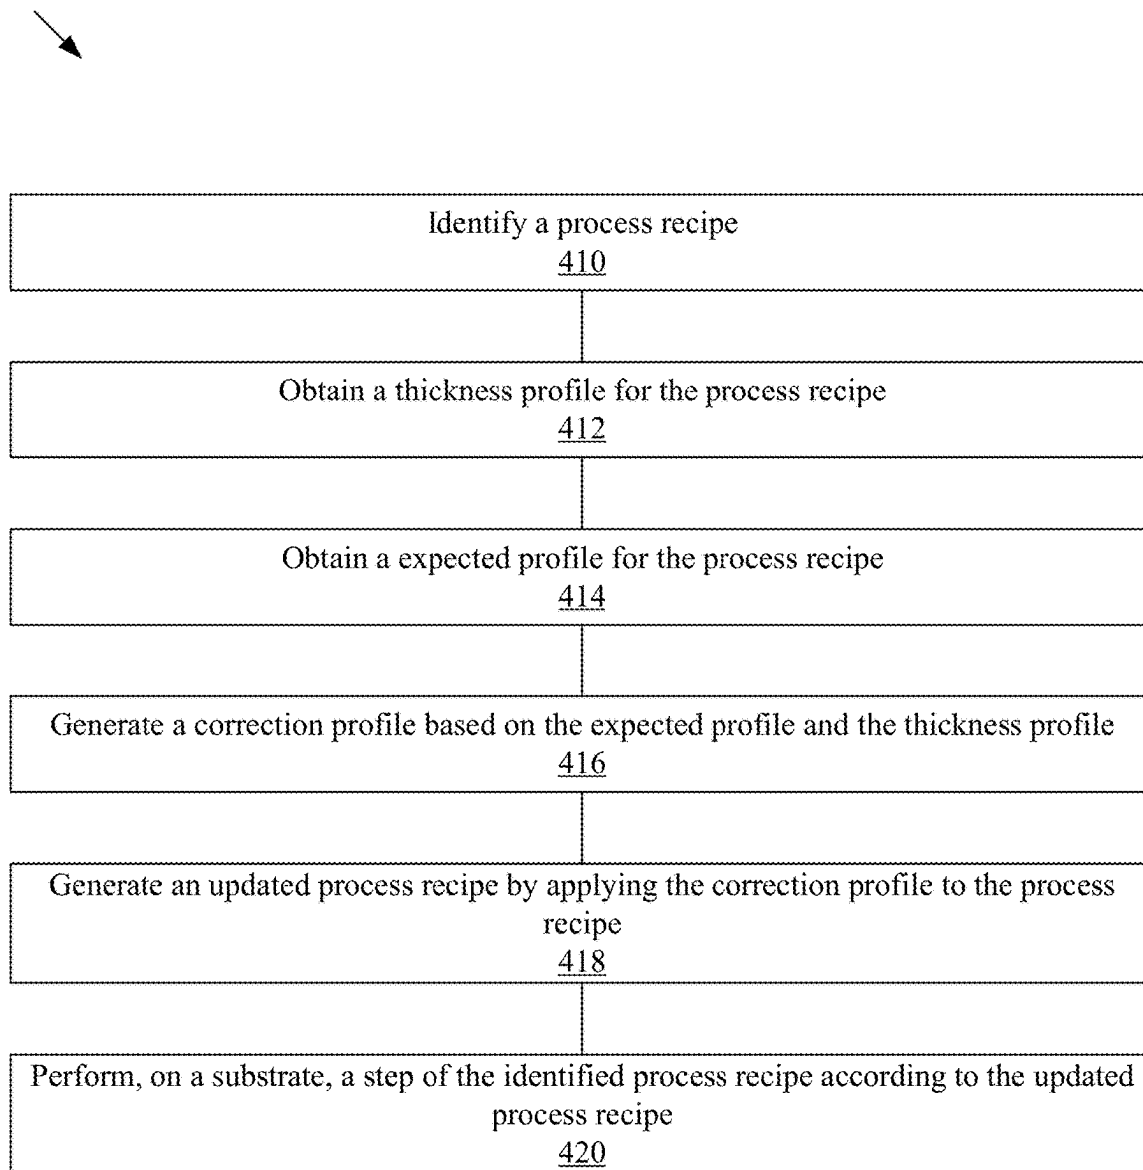 Identify a process recipe
410
Obtain a thickness profile for the process recipe
412
Obtain a expected profile for the process recipe
414
Generate a correction profile based on the expected profile and the thickness profile
416
Generate an updated process recipe by applying the correction profile to the process
recipe
418
Perform, on a substrate, a step of the identified process recipe according to the updated
process recipe
420